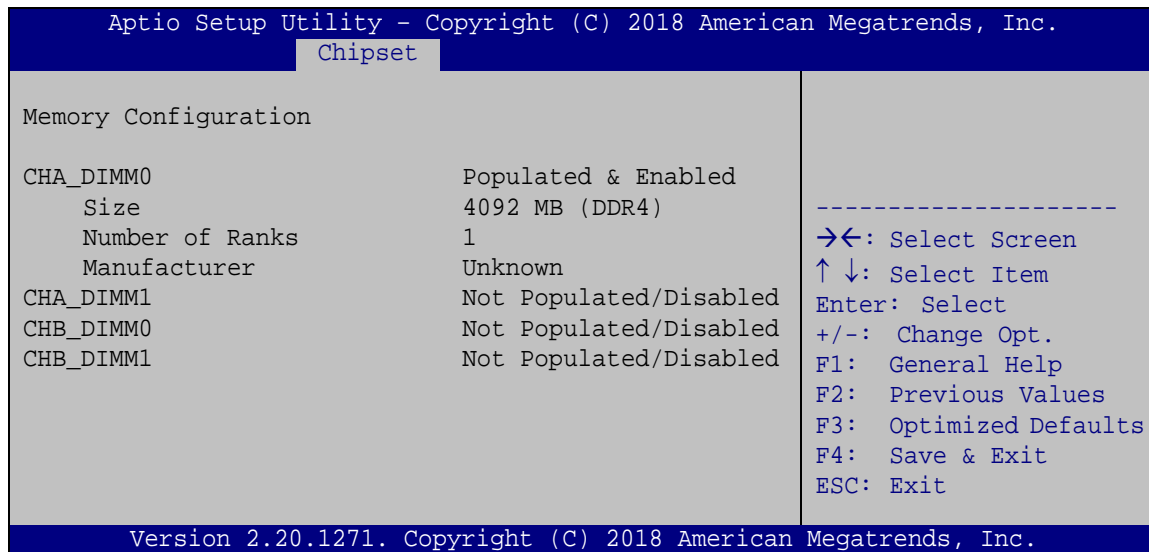 Aptio Setup Utility – Copyright (C) 2018 American Megatrends, Inc.
Chipset
Memory Configuration
CHA_DIMM0 Populated & Enabled
Size 4092 MB (DDR4)
Number of Ranks 1
Manufacturer Unknown
CHA_DIMM1 Not Populated/Disabled
CHB_DIMM0 Not Populated/Disabled
CHB_DIMM1 Not Populated/Disabled
---------------------
→←: Select Screen
↑ ↓: Select Item
Enter: Select
+/-: Change Opt.
F1: General Help
F2: Previous Values
F3: Optimized Defaults
F4: Save & Exit
ESC: Exit
Version 2.20.1271. Copyright (C) 2018 American Megatrends, Inc.